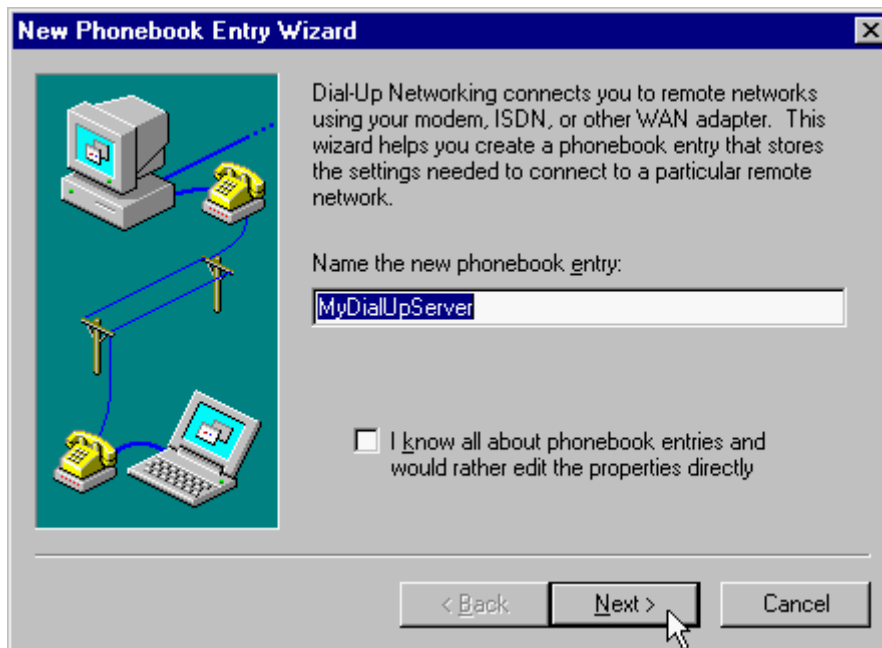 New Phonebook Entry Wizard
Dial-Up Networking connects you to remote networks
using your modem, ISDN, or other WAN adapter.  This
wizard helps you create a phonebook entry that stores
the settings needed to connect to a particular remote
network.
Name the new phonebook entry:
MyDialUpServer
I know all about phonebook entries and
would rather edit the properties directly
< Back
Next >
Cancel